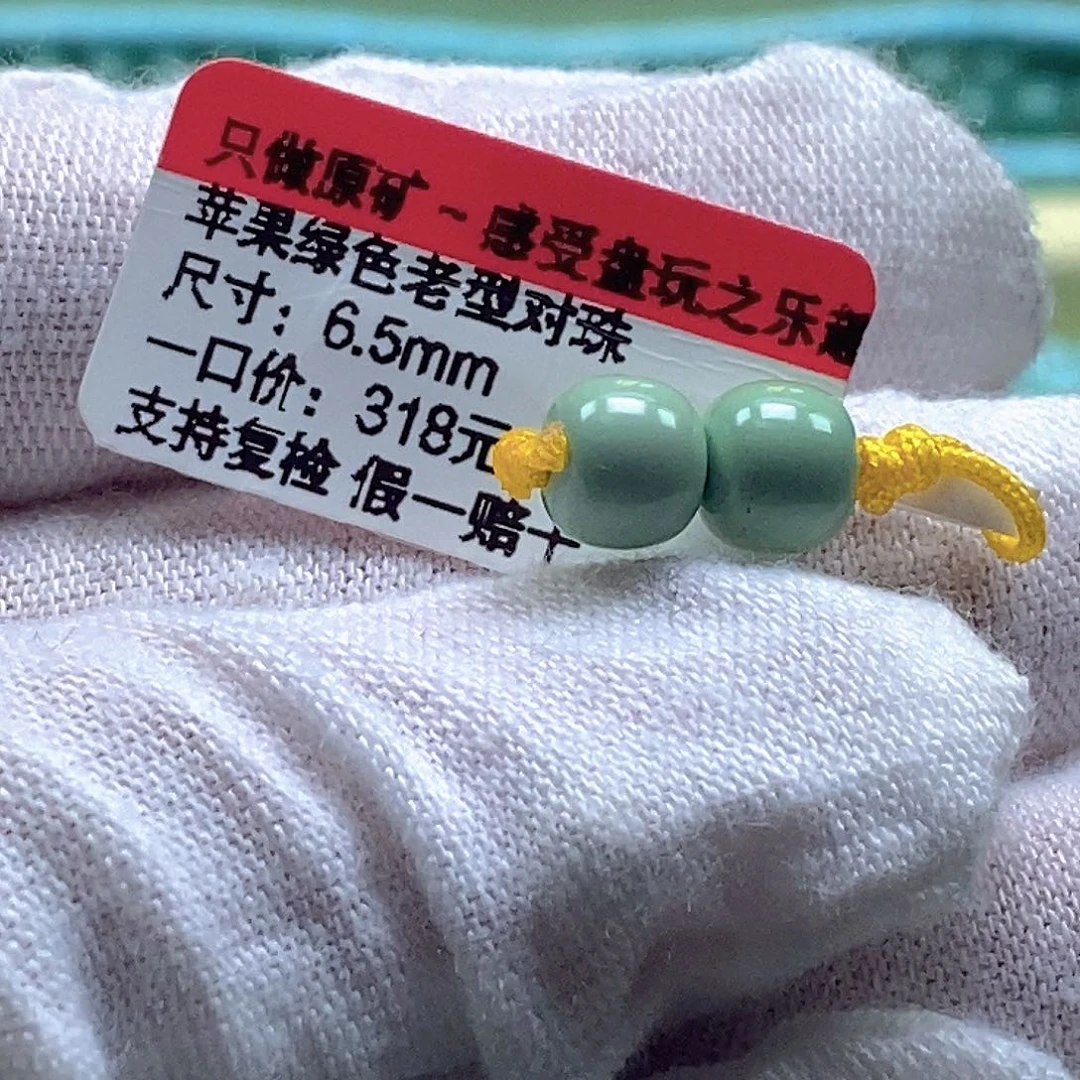 只做原矿 ~ 感受盘玩之乐趣
苹果绿色老型对珠
尺寸：6.5mm
一口价：318元
支持复检 假一赔十